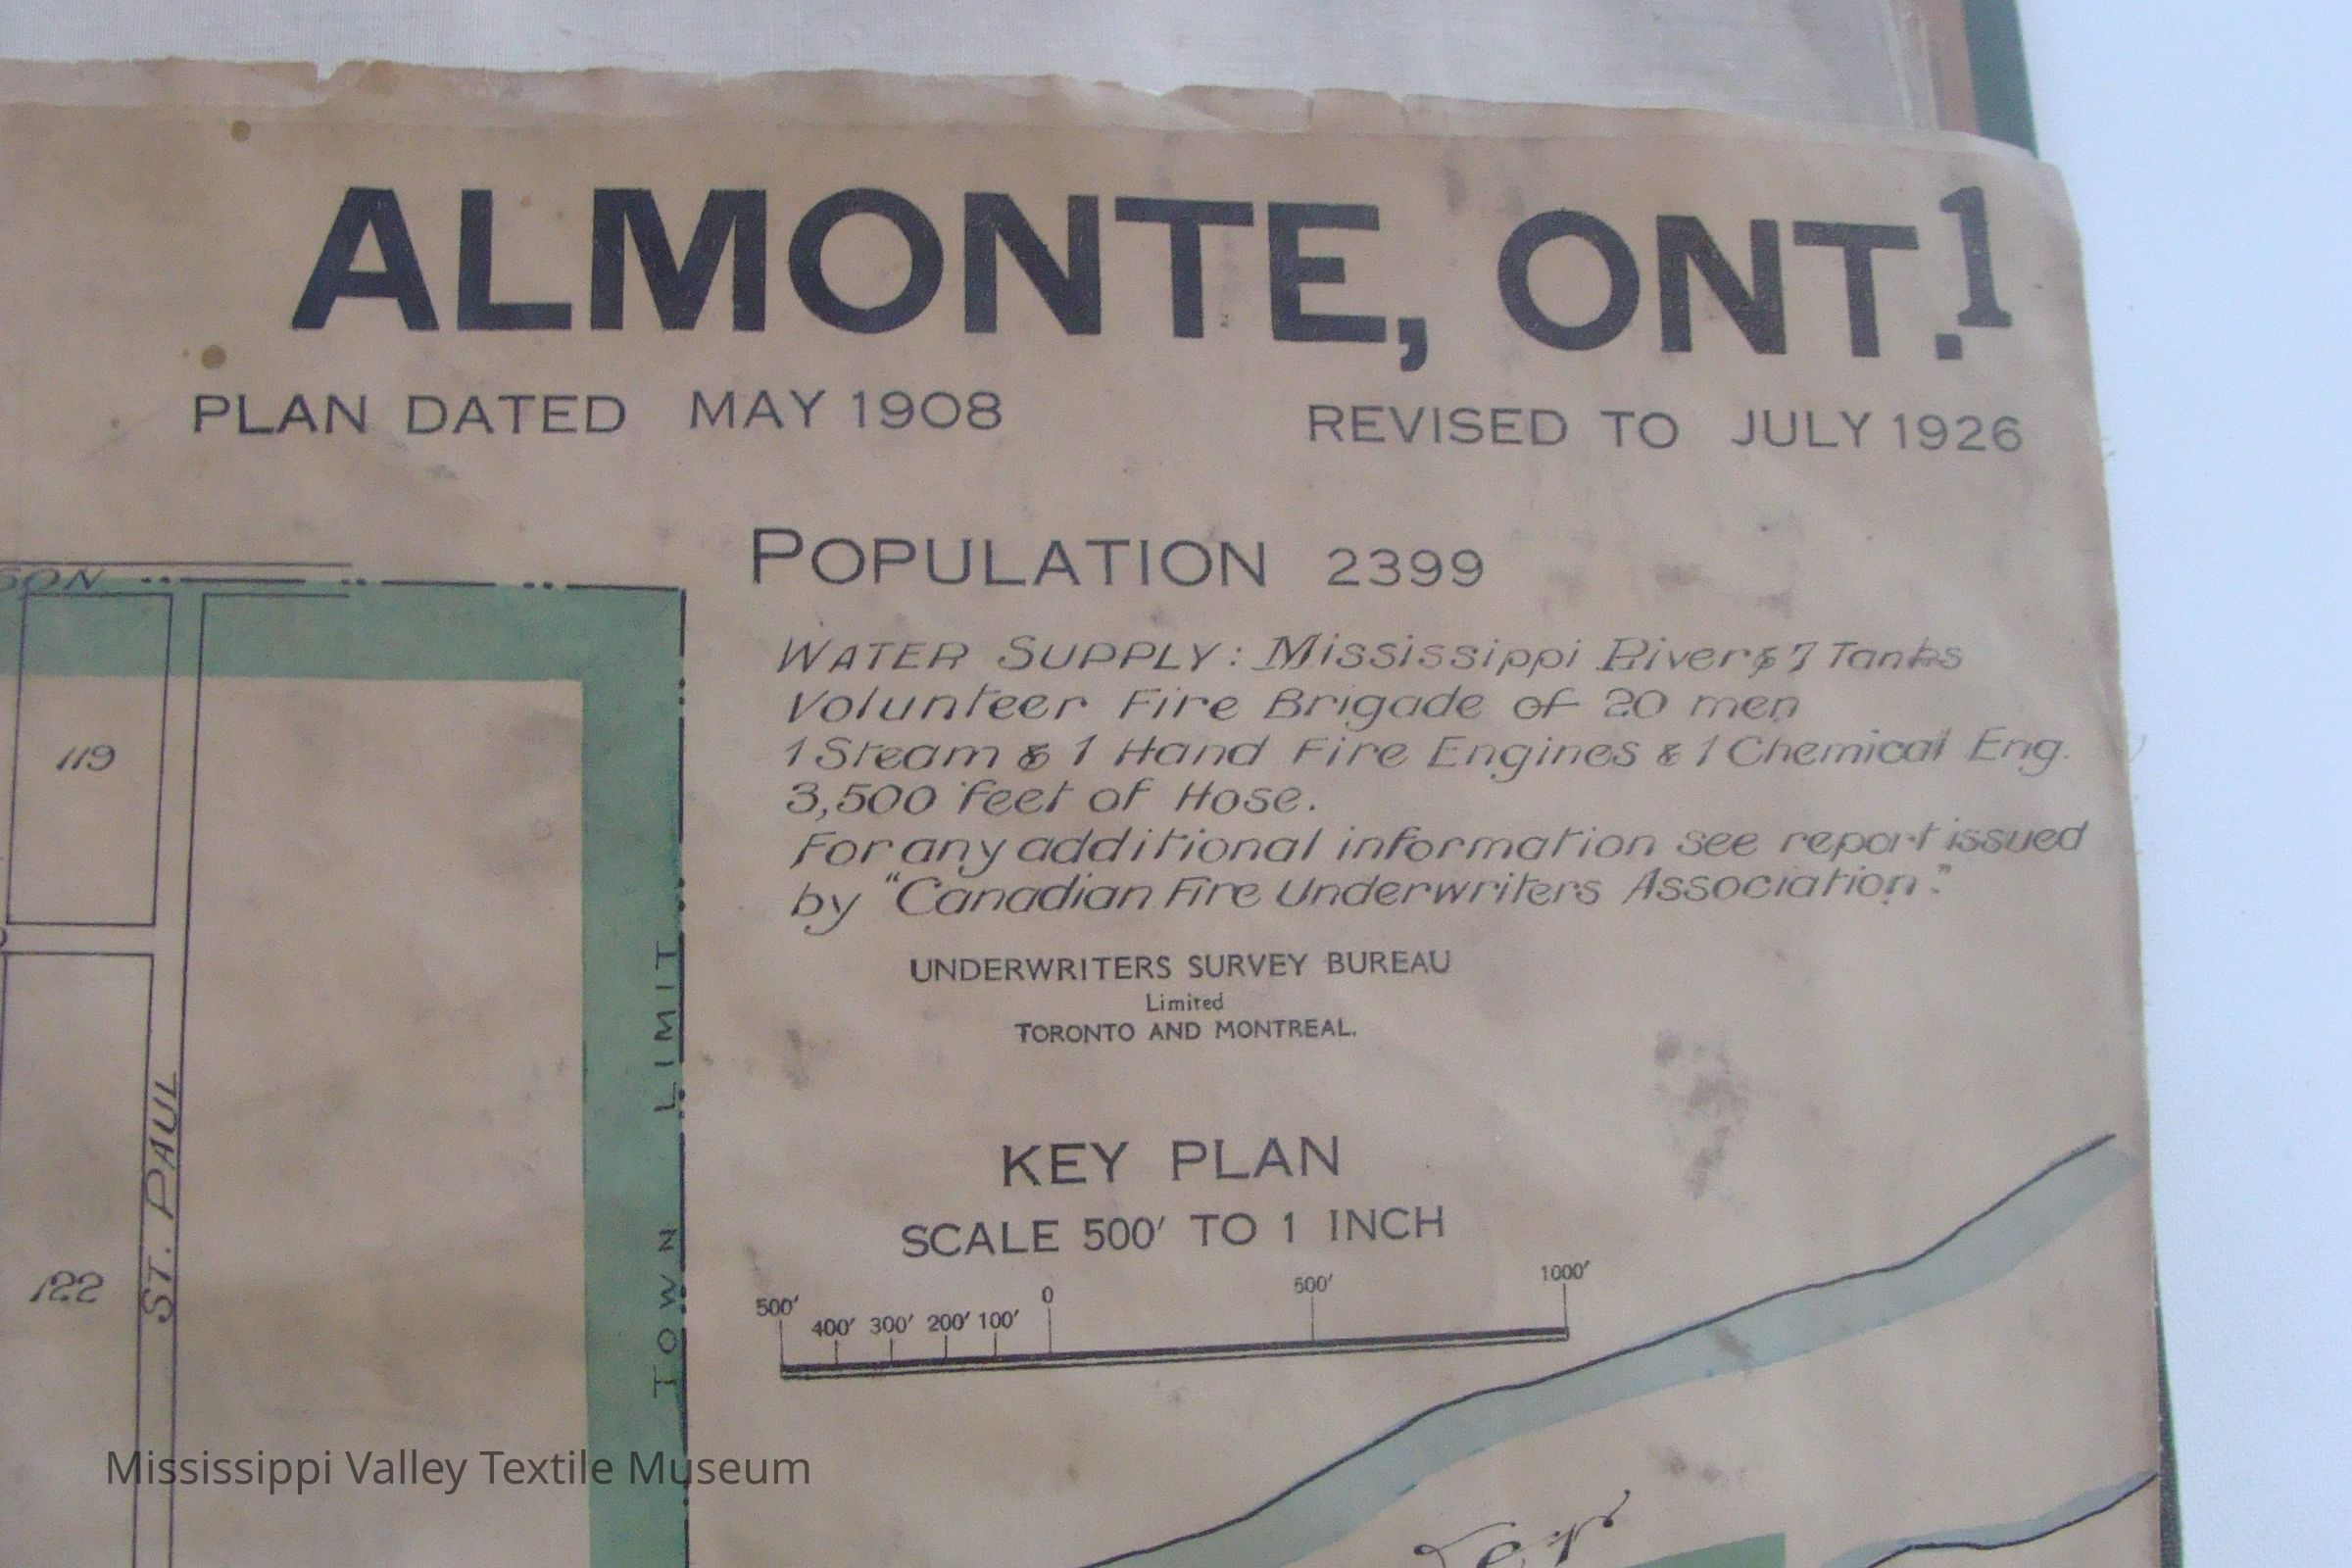 ALMONTE, ONT.
1
PLAN DATED MAY 1908
REVISED TO JULY 1926
POPULATION 2399
WATER SUPPLY: Mississippi River & 7 Tanks
Volunteer Fire Brigade of 20 men
1 Steam & 1 Hand Fire Engines & 1 Chemical Eng.
3,500 feet of Hose.
For any additional information see report issued
by "Canadian Fire Underwriters Association."
UNDERWRITERS SURVEY BUREAU
Limited
TORONTO AND MONTREAL.
KEY PLAN
SCALE 500' TO 1 INCH
500' 400' 300' 200' 100' 0 500' 1000'
SON
119
122
ST. PAUL
TOWN LIMIT
Mississippi Valley Textile Museum